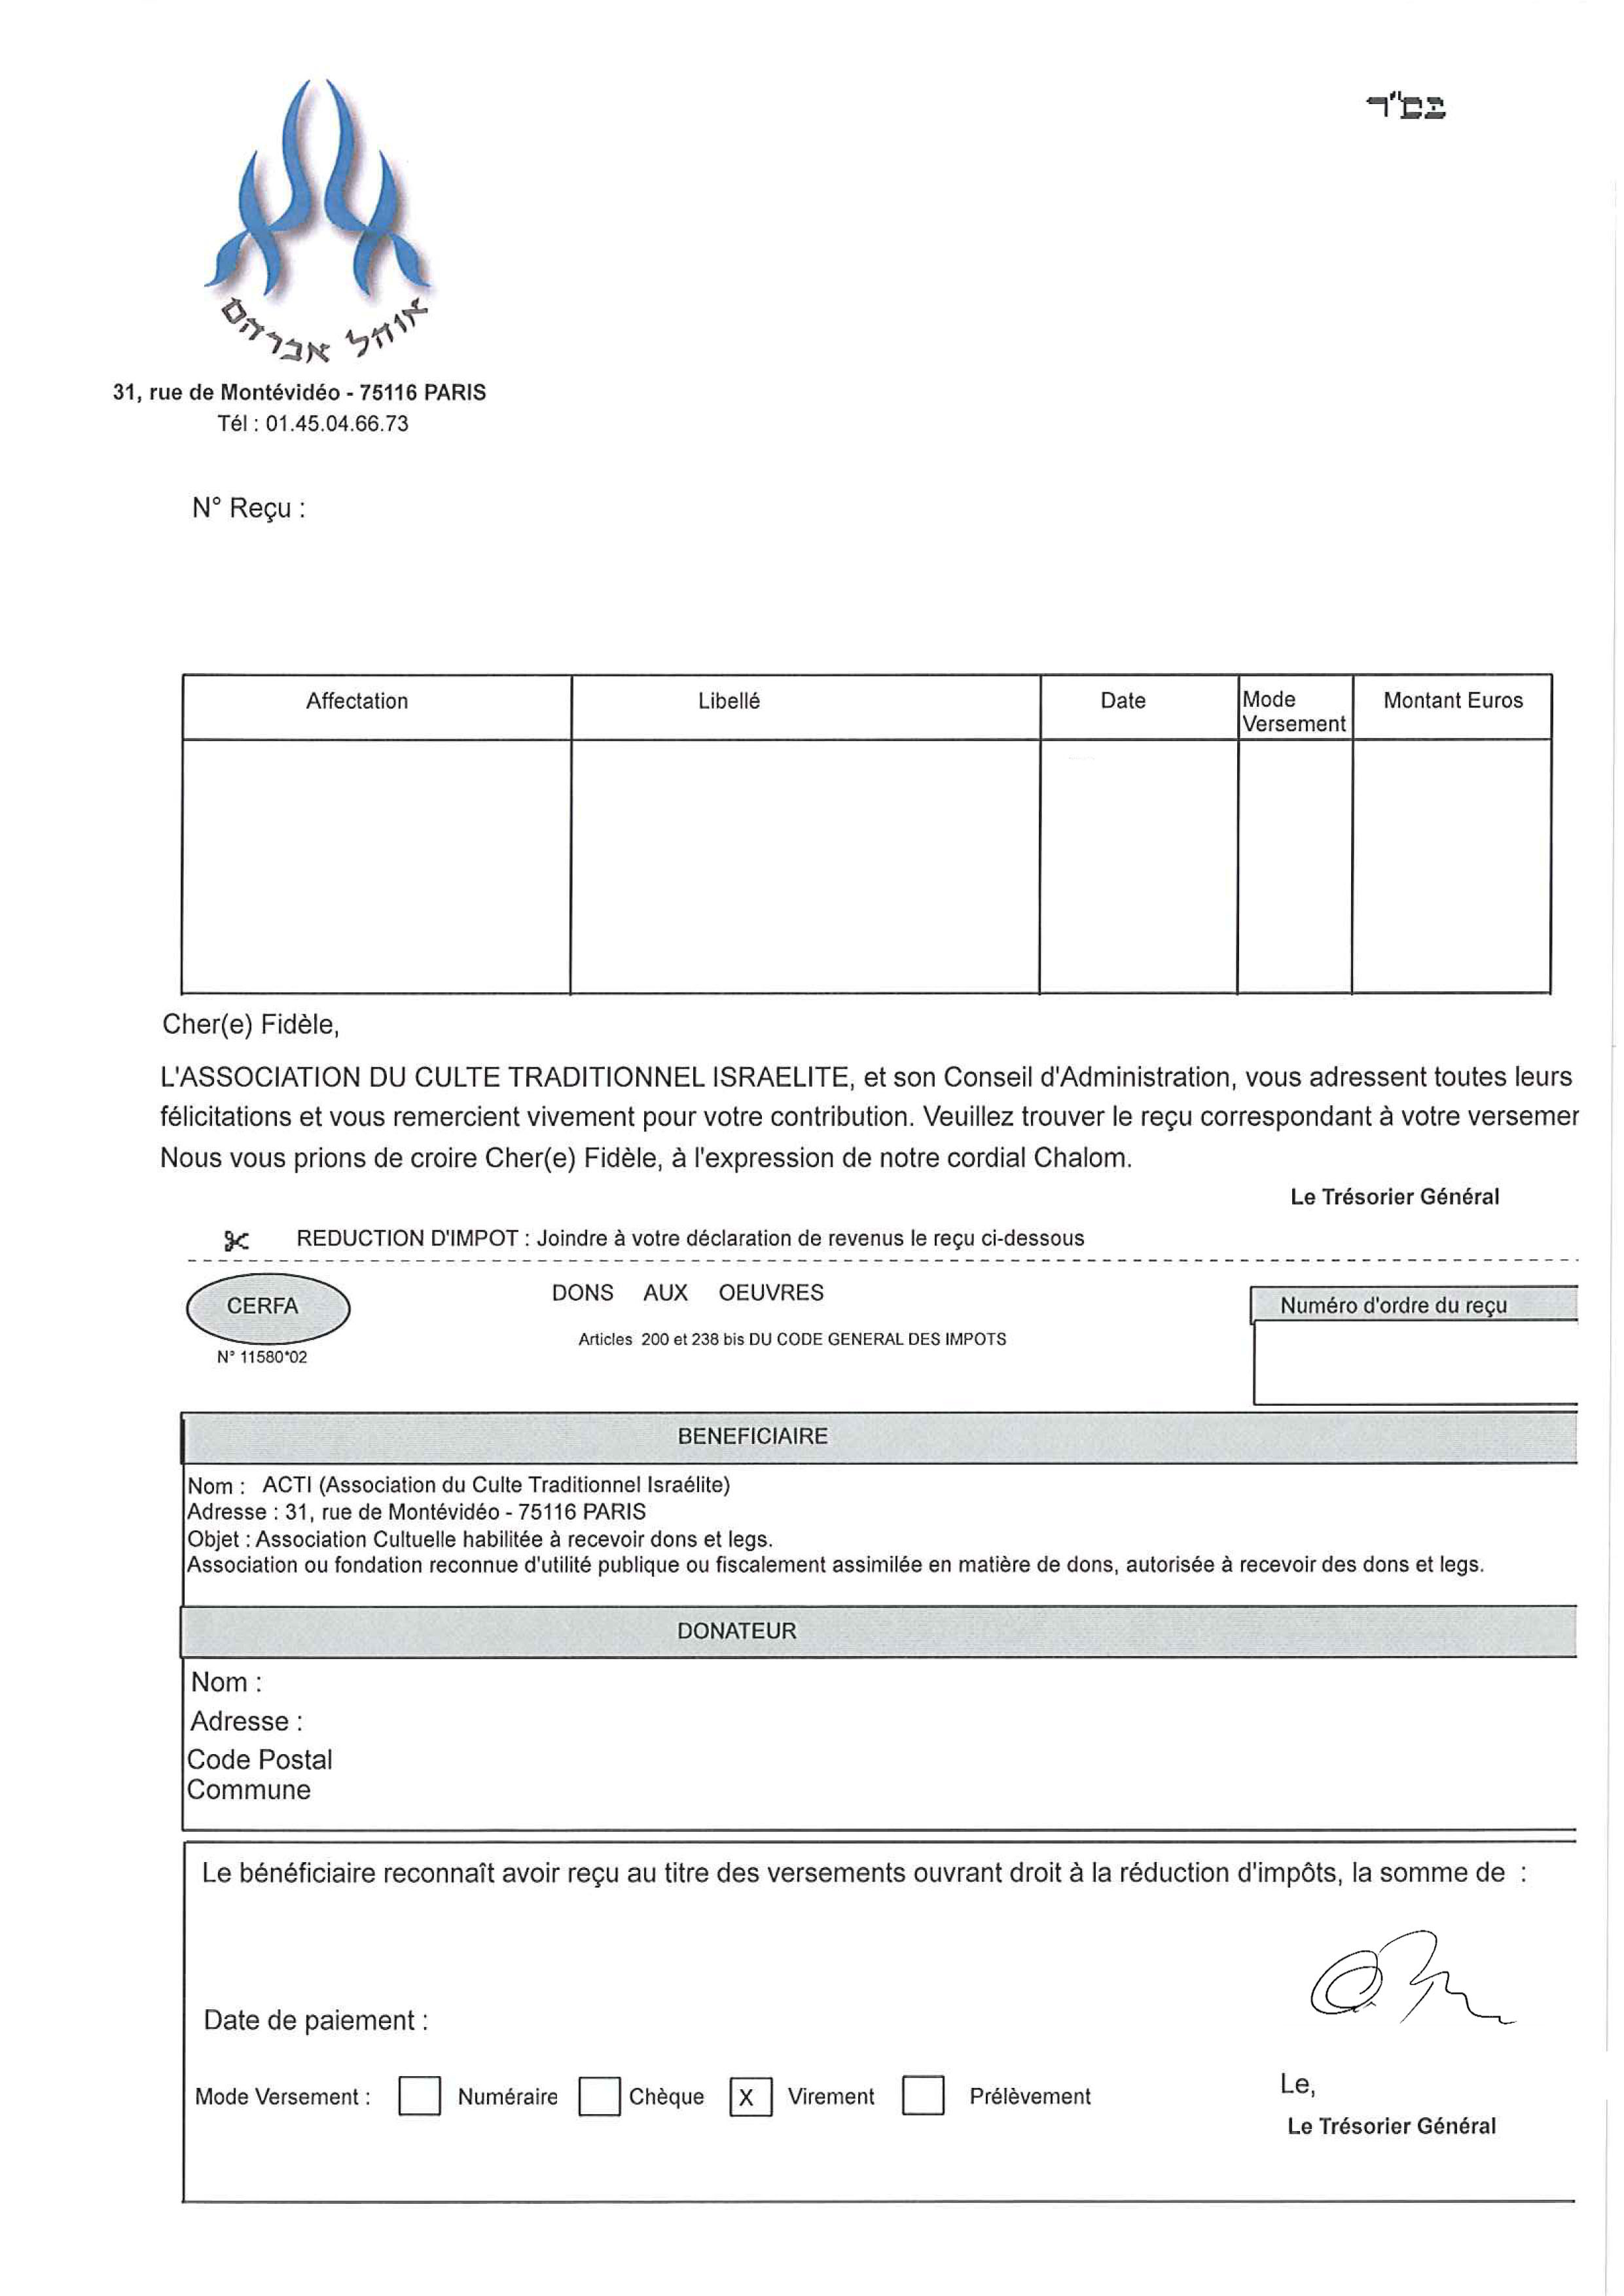 בס"ד
אוהל אברהם
31, rue de Montévidéo - 75116 PARIS
Tél : 01.45.04.66.73
N° Reçu :
Affectation Libellé Date Mode Versement Montant Euros
Cher(e) Fidèle,
L'ASSOCIATION DU CULTE TRADITIONNEL ISRAELITE, et son Conseil d'Administration, vous adressent toutes leurs
félicitations et vous remercient vivement pour votre contribution. Veuillez trouver le reçu correspondant à votre versemer
Nous vous prions de croire Cher(e) Fidèle, à l'expression de notre cordial Chalom.
Le Trésorier Général
REDUCTION D'IMPOT : Joindre à votre déclaration de revenus le reçu ci-dessous
CERFA
N° 11580*02
DONS AUX OEUVRES
Articles 200 et 238 bis DU CODE GENERAL DES IMPOTS
Numéro d'ordre du reçu
BENEFICIAIRE
Nom : ACTI (Association du Culte Traditionnel Israélite)
Adresse : 31, rue de Montévidéo - 75116 PARIS
Objet : Association Cultuelle habilitée à recevoir dons et legs.
Association ou fondation reconnue d'utilité publique ou fiscalement assimilée en matière de dons, autorisée à recevoir des dons et legs.
DONATEUR
Nom :
Adresse :
Code Postal
Commune
Le bénéficiaire reconnaît avoir reçu au titre des versements ouvrant droit à la réduction d'impôts, la somme de :
Date de paiement :
Mode Versement : Numéraire Chèque X Virement Prélèvement
Le,
Le Trésorier Général